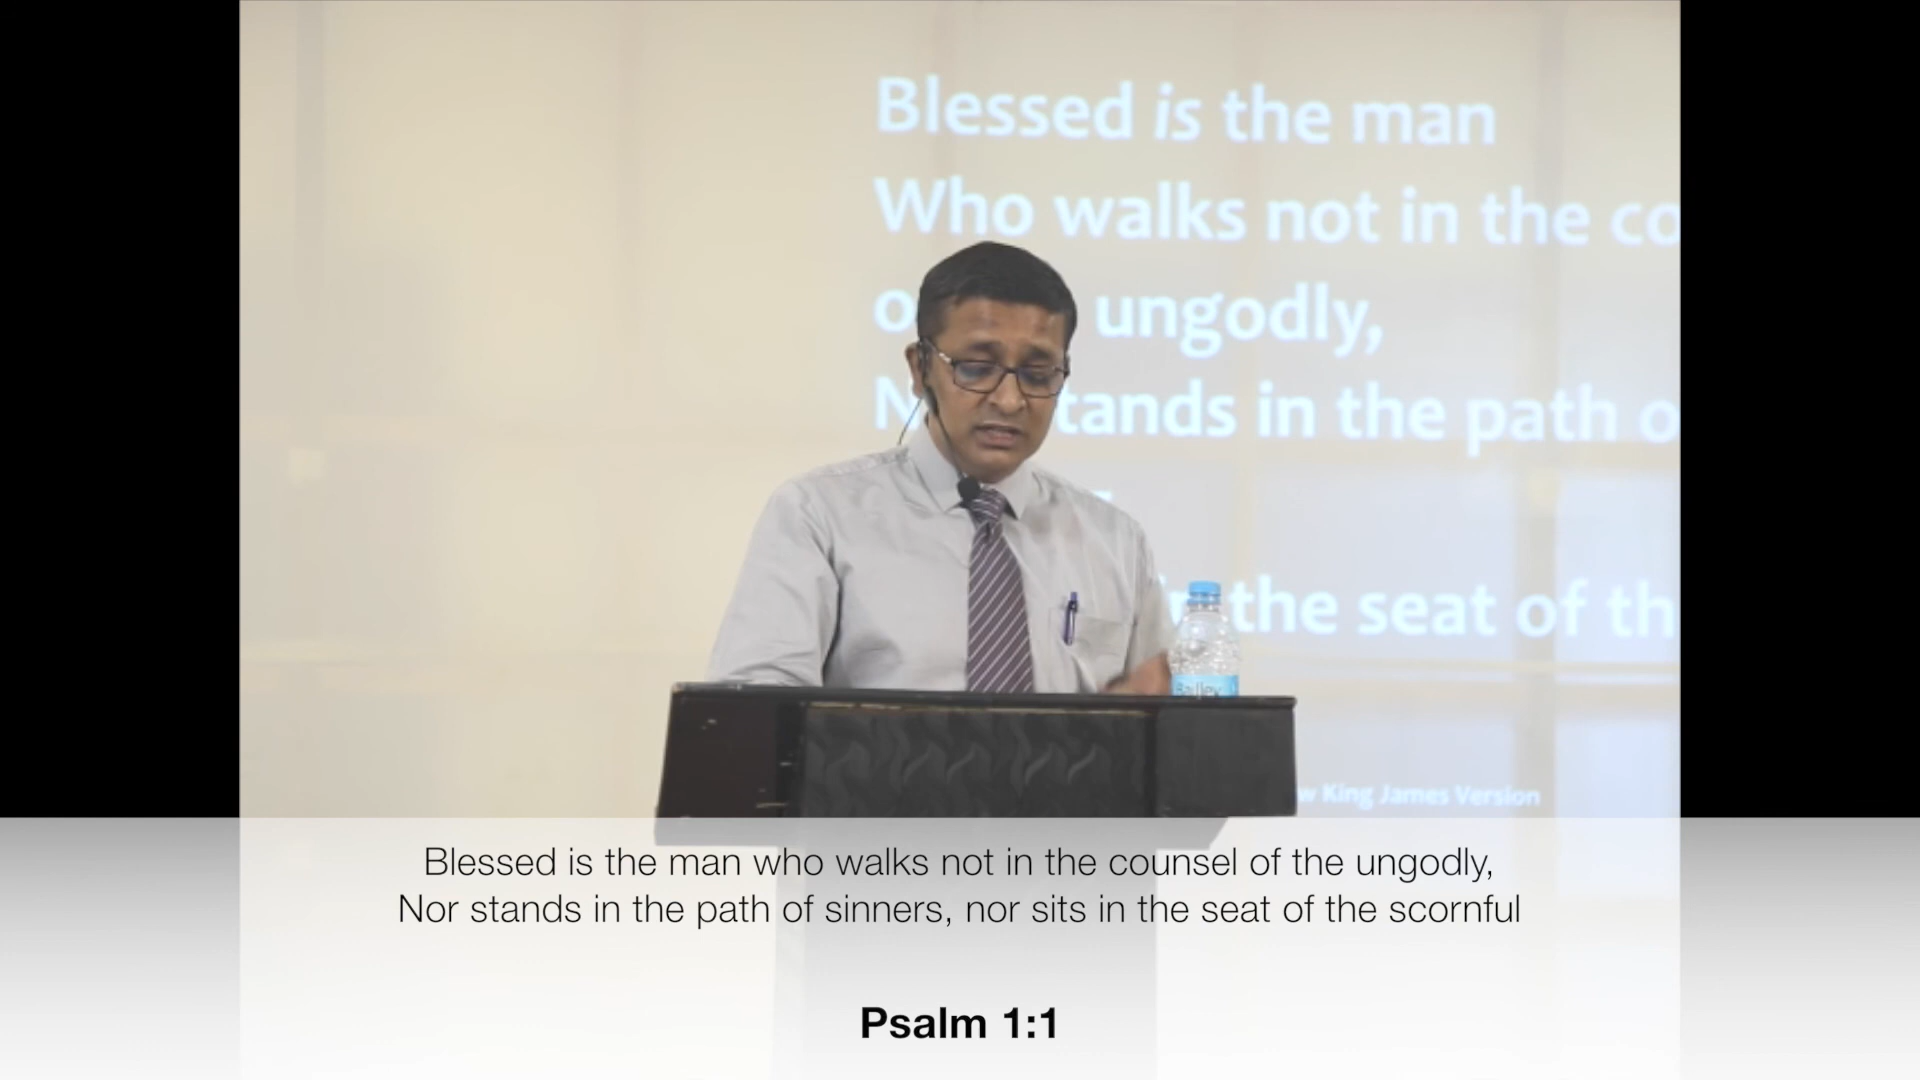 Blessed is the man
Who walks not in the co
ungodly,
tands in the path o
the seat of th
Bailey
w King James Version
Blessed is the man who walks not in the counsel of the ungodly,
Nor stands in the path of sinners, nor sits in the seat of the scornful
Psalm 1:1